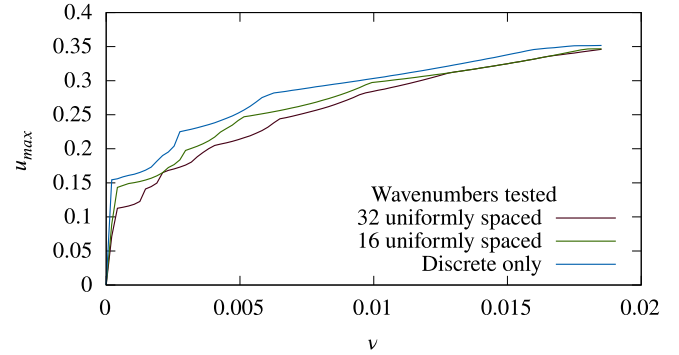 0.4
0.35
0.3
0.25
0.2
0.15
0.1
0.05
0
u_max
Wavenumbers tested
32 uniformly spaced
16 uniformly spaced
Discrete only
0 0.005 0.01 0.015 0.02
ν